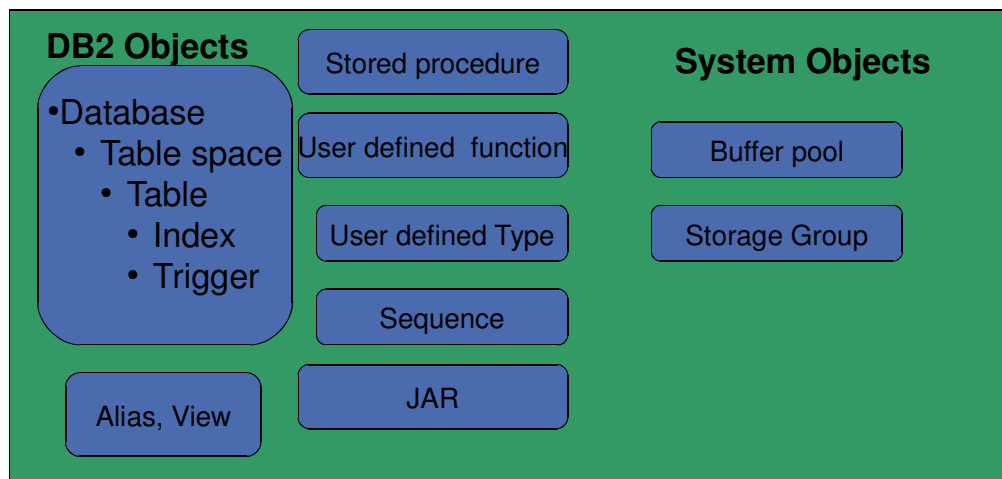 DB2 Objects
•Database
• Table space
• Table
• Index
• Trigger
Alias, View
Stored procedure
User defined function
User defined Type
Sequence
JAR
System Objects
Buffer pool
Storage Group